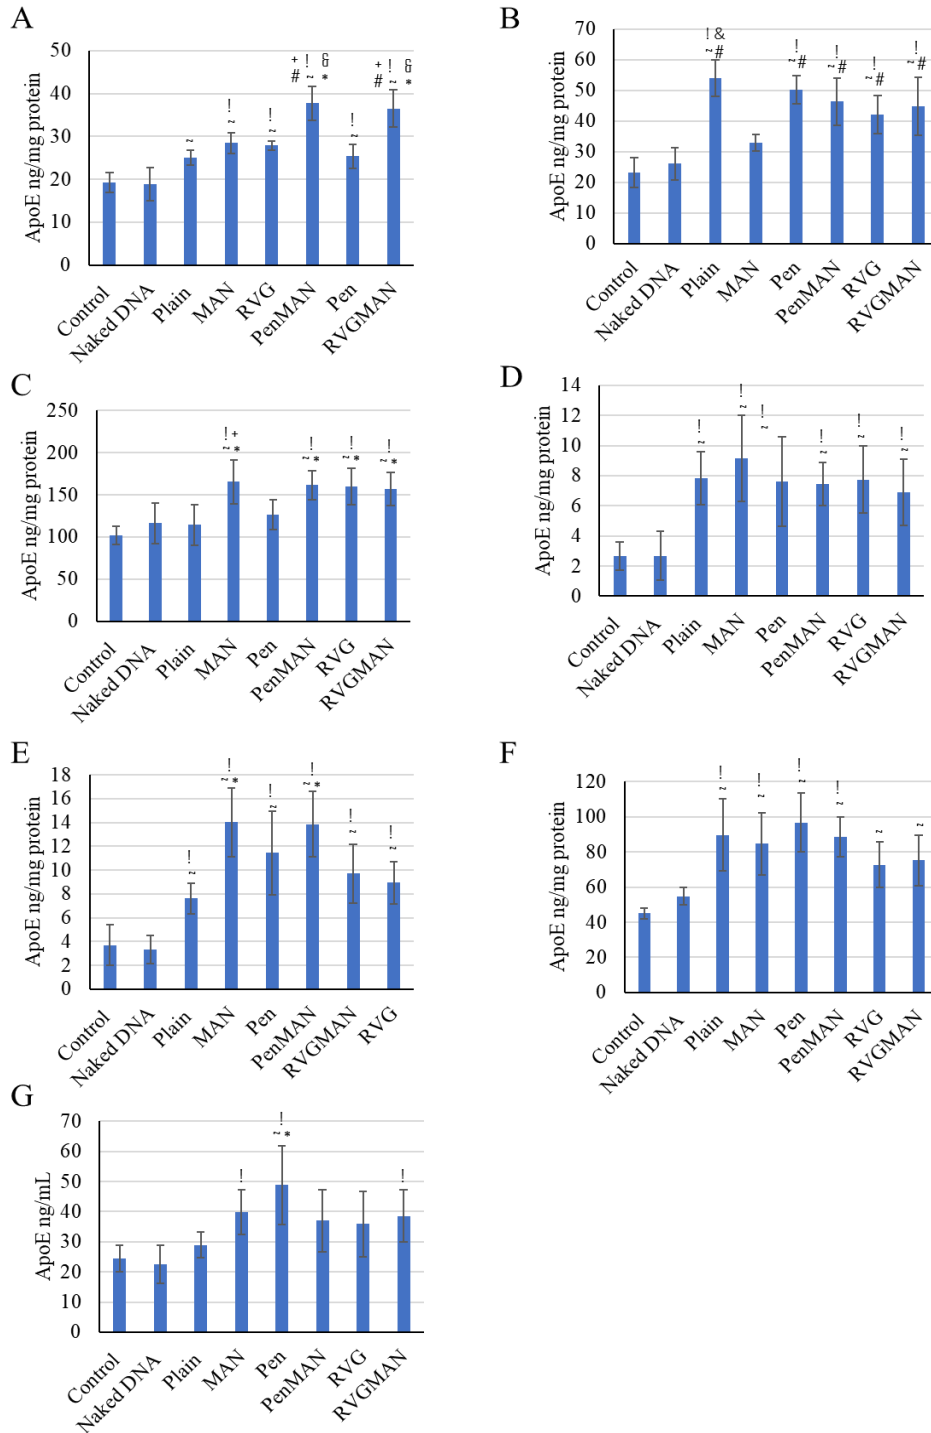 A
ApoE ng/mg protein
50
40
30
20
10
0
+ ! &
# ~ *
+ ! &
# ~ *
!
~
!
~
!
~
~
Control
Naked DNA
Plain
MAN
RVG
PenMAN
Pen
RVGMAN
B
ApoE ng/mg protein
70
60
50
40
30
20
10
0
! &
~ #
!
~ #
!
~ #
!
~ #
!
~ #
Control
Naked DNA
Plain
MAN
Pen
PenMAN
RVG
RVGMAN
C
ApoE ng/mg protein
250
200
150
100
50
0
! +
~ *
!
~ *
!
~ *
!
~ *
Control
Naked DNA
Plain
MAN
Pen
PenMAN
RVG
RVGMAN
D
ApoE ng/mg protein
14
12
10
8
6
4
2
0
!
~
!
~
!
~
!
~
!
~
!
~
Control
Naked DNA
Plain
MAN
Pen
PenMAN
RVG
RVGMAN
E
ApoE ng/mg protein
18
16
14
12
10
8
6
4
2
0
!
~
!
~ *
!
~
!
~ *
!
~
!
~
Control
Naked DNA
Plain
MAN
Pen
PenMAN
RVGMAN
RVG
F
ApoE ng/mg protein
120
100
80
60
40
20
0
!
~
!
~
!
~
!
~
~
~
Control
Naked DNA
Plain
MAN
Pen
PenMAN
RVG
RVGMAN
G
ApoE ng/mL
70
60
50
40
30
20
10
0
!
!
~ *
!
Control
Naked DNA
Plain
MAN
Pen
PenMAN
RVG
RVGMAN